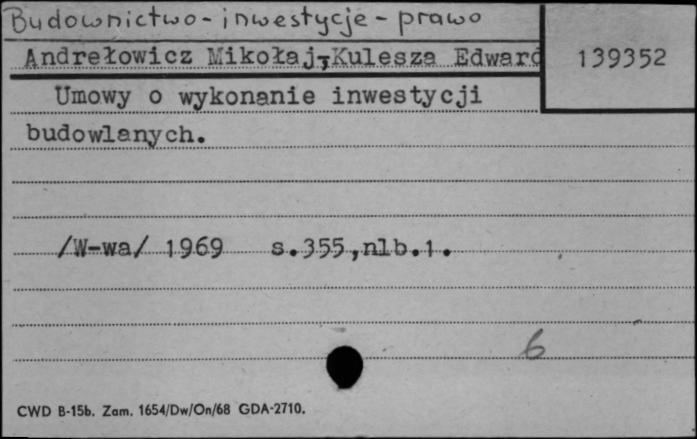 Budownictwo - inwestycje - prawo
Andrełowicz Mikołaj, Kulesza Edward
139352
Umowy o wykonanie inwestycji
budowlanych.
/W-wa/ 1969 s.355,nlb.1.
6
CWD B-15b. Zam. 1654/Dw/On/68 GDA-2710.